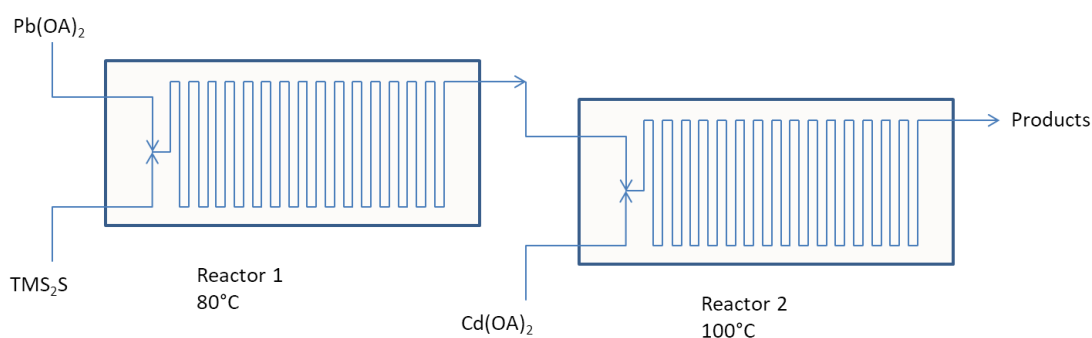 Pb(OA)₂
Products
TMS₂S
Reactor 1
80°C
Cd(OA)₂
Reactor 2
100°C